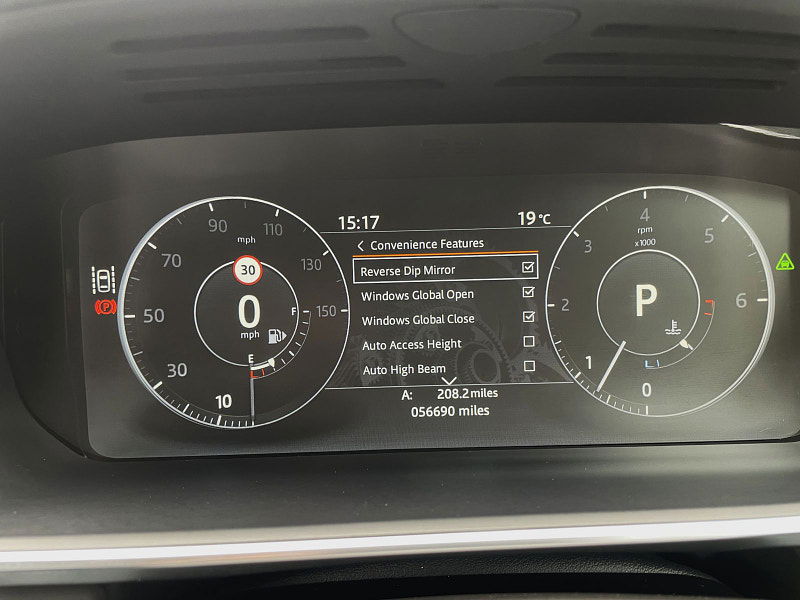 15:17 19 °C
< Convenience Features
Reverse Dip Mirror
Windows Global Open
Windows Global Close
Auto Access Height
Auto High Beam
A: 208.2 miles
056690 miles
10
30
50
70
90
110
130
150
mph
30
0
mph
F
E
P
0
1
2
3
4
5
6
rpm
x1000
P